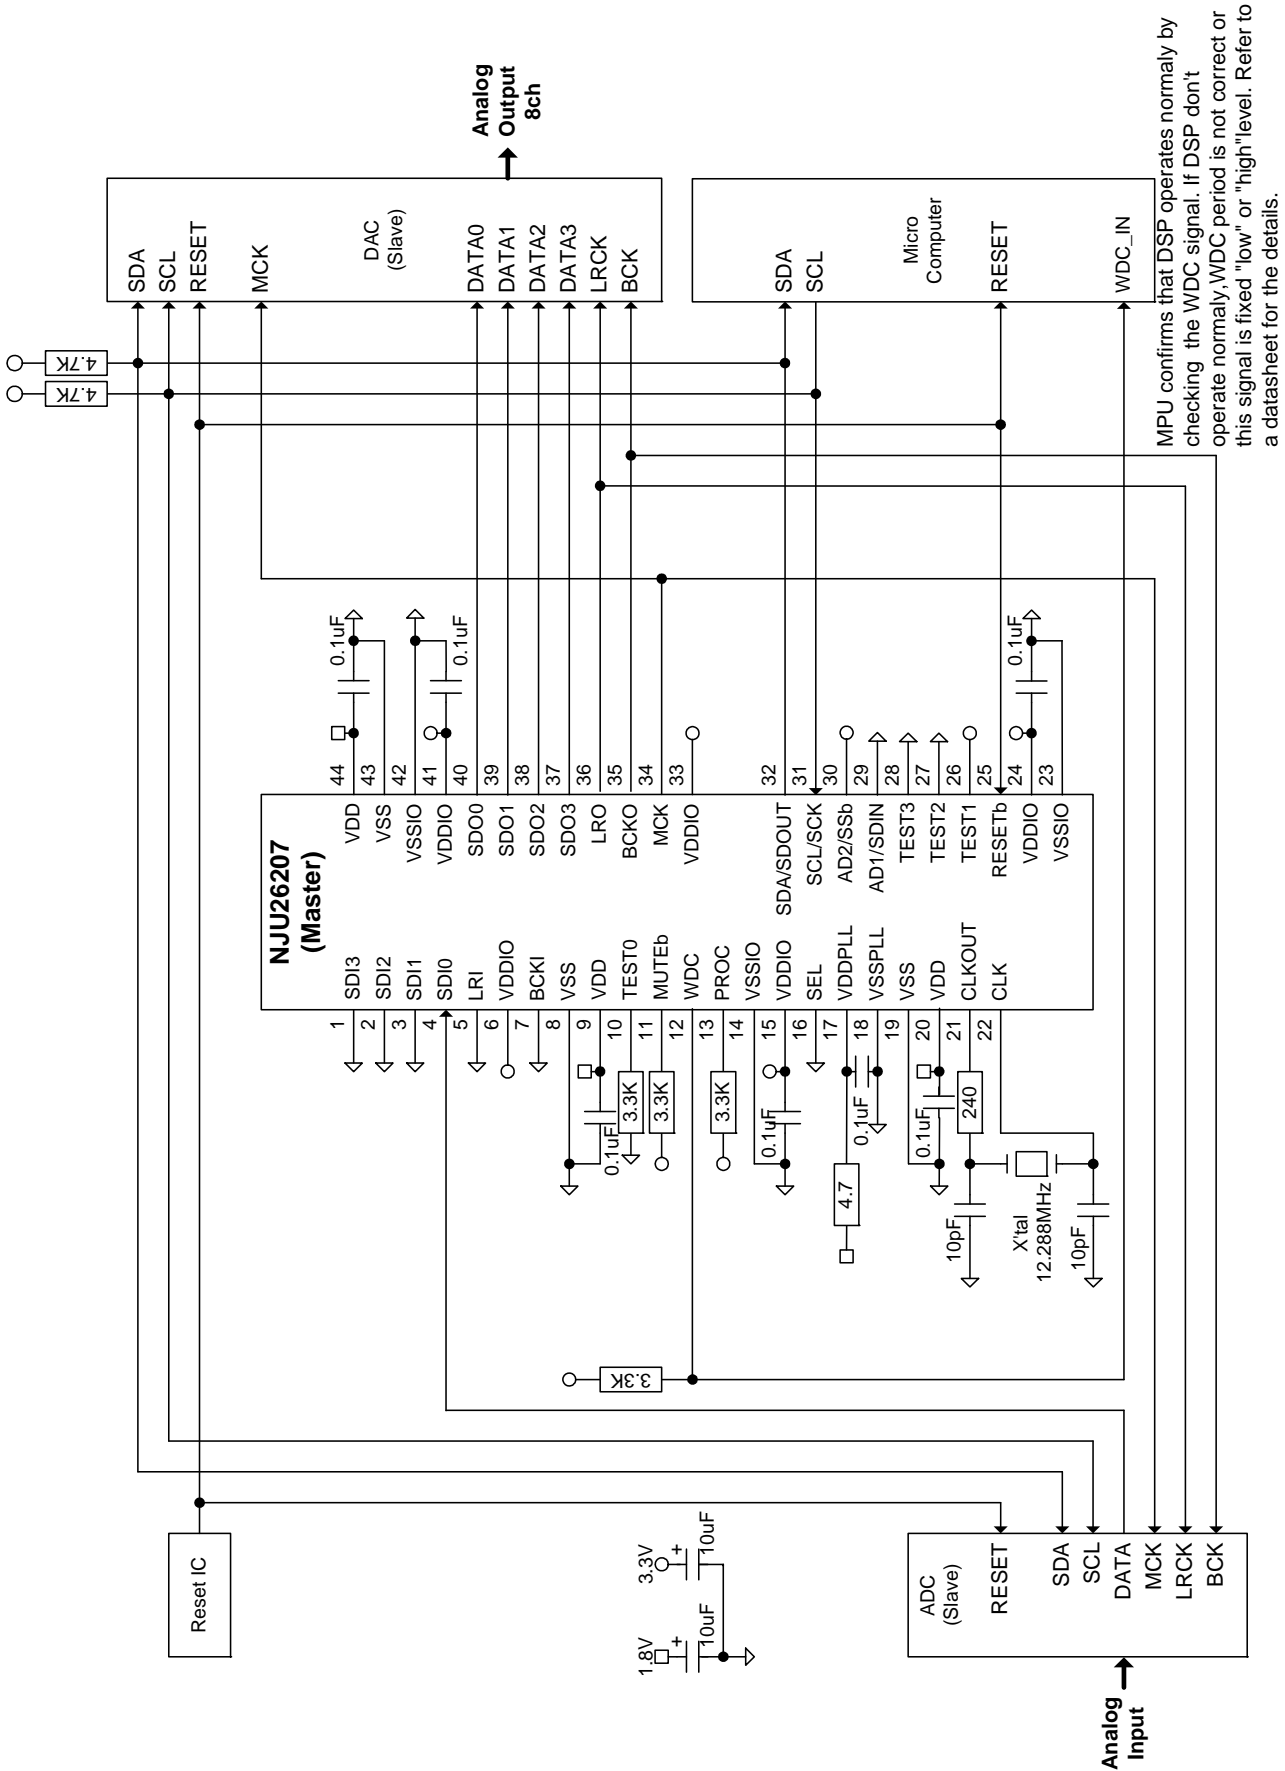 Reset IC
4.7K
4.7K
SDA
SCL
RESET
MCK
DAC
(Slave)
DATA0
DATA1
DATA2
DATA3
LRCK
BCK
Analog
Output
8ch
NJU26207
(Master)
1
2
3
4
5
6
7
8
9
10
11
12
13
14
15
16
17
18
19
20
21
22
SDI3
SDI2
SDI1
SDI0
LRI
VDDIO
BCKI
VSS
VDD
TEST0
MUTEb
WDC
PROC
VSSIO
VDDIO
SEL
VDDPLL
VSSPLL
VSS
VDD
CLKOUT
CLK
VDD
VSS
VSSIO
VDDIO
SDO0
SDO1
SDO2
SDO3
LRO
BCKO
MCK
VDDIO
SDA/SDOUT
SCL/SCK
AD2/SSb
AD1/SDIN
TEST3
TEST2
TEST1
RESETb
VDDIO
VSSIO
44
43
42
41
40
39
38
37
36
35
34
33
32
31
30
29
28
27
26
25
24
23
0.1uF
0.1uF
0.1uF
0.1uF
3.3K
3.3K
3.3K
0.1uF
0.1uF
4.7
0.1uF
240
10pF
X'tal
12.288MHz
10pF
3.3K
3.3V
+
10uF
1.8V
+
10uF
SDA
SCL
Micro
Computer
RESET
WDC_IN
ADC
(Slave)
RESET
SDA
SCL
DATA
MCK
LRCK
BCK
Analog
Input
MPU confirms that DSP operates normaly by
checking the WDC signal. If DSP don't
operate normaly,WDC period is not correct or
this signal is fixed "low" or "high"level. Refer to
a datasheet for the details.